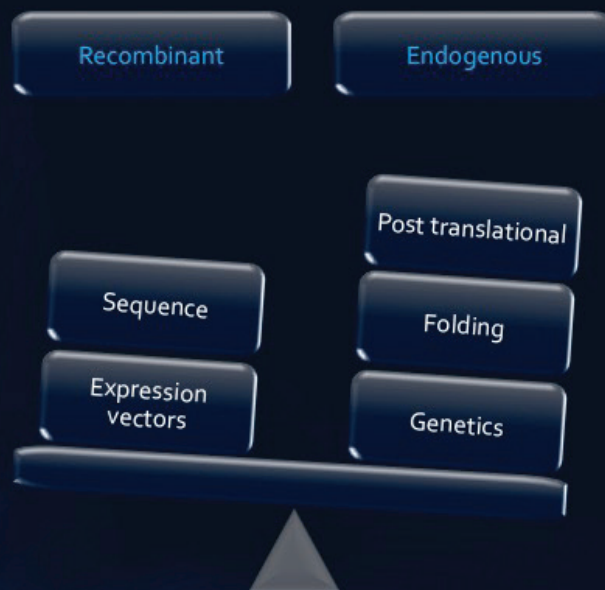 Recombinant
Endogenous
Post translational
Sequence
Folding
Expression
vectors
Genetics